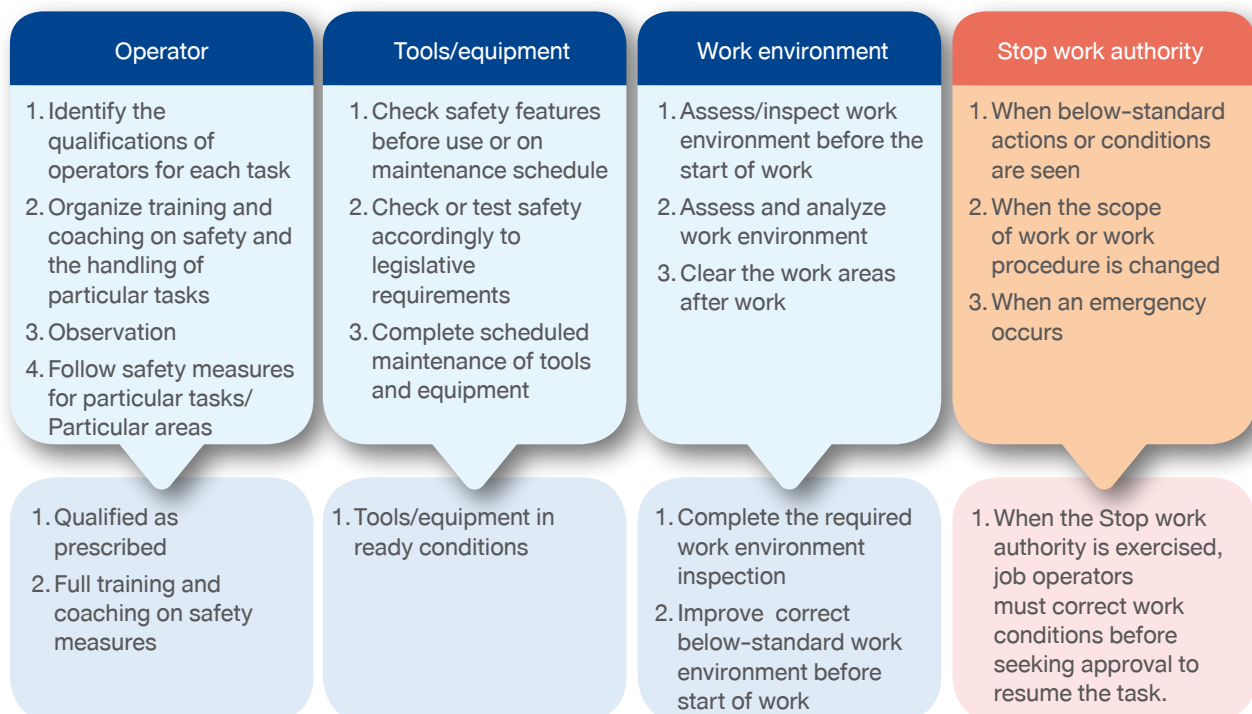 Operator
1. Identify the
qualifications of
operators for each task
2. Organize training and
coaching on safety and
the handling of
particular tasks
3. Observation
4. Follow safety measures
for particular tasks/
Particular areas
1. Qualified as
prescribed
2. Full training and
coaching on safety
measures
Tools/equipment
1. Check safety features
before use or on
maintenance schedule
2. Check or test safety
accordingly to
legislative
requirements
3. Complete scheduled
maintenance of tools
and equipment
1. Tools/equipment in
ready conditions
Work environment
1. Assess/inspect work
environment before the
start of work
2. Assess and analyze
work environment
3. Clear the work areas
after work
1. Complete the required
work environment
inspection
2. Improve correct
below-standard work
environment before
start of work
Stop work authority
1. When below-standard
actions or conditions
are seen
2. When the scope
of work or work
procedure is changed
3. When an emergency
occurs
1. When the Stop work
authority is exercised,
job operators
must correct work
conditions before
seeking approval to
resume the task.